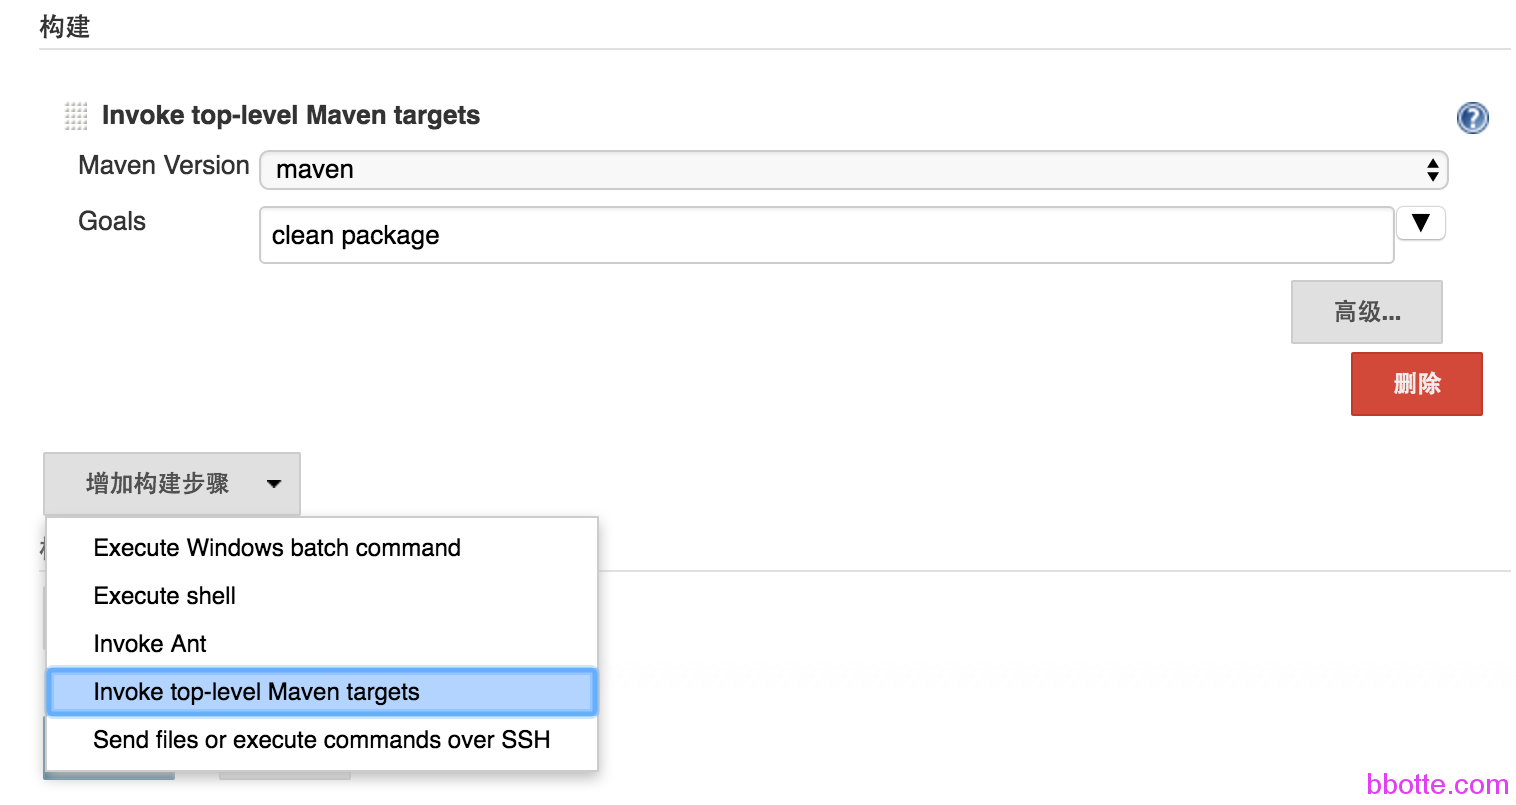 构建
Invoke top-level Maven targets
Maven Version maven
Goals clean package
高级...
删除
增加构建步骤
Execute Windows batch command
Execute shell
Invoke Ant
Invoke top-level Maven targets
Send files or execute commands over SSH
bbotte.com